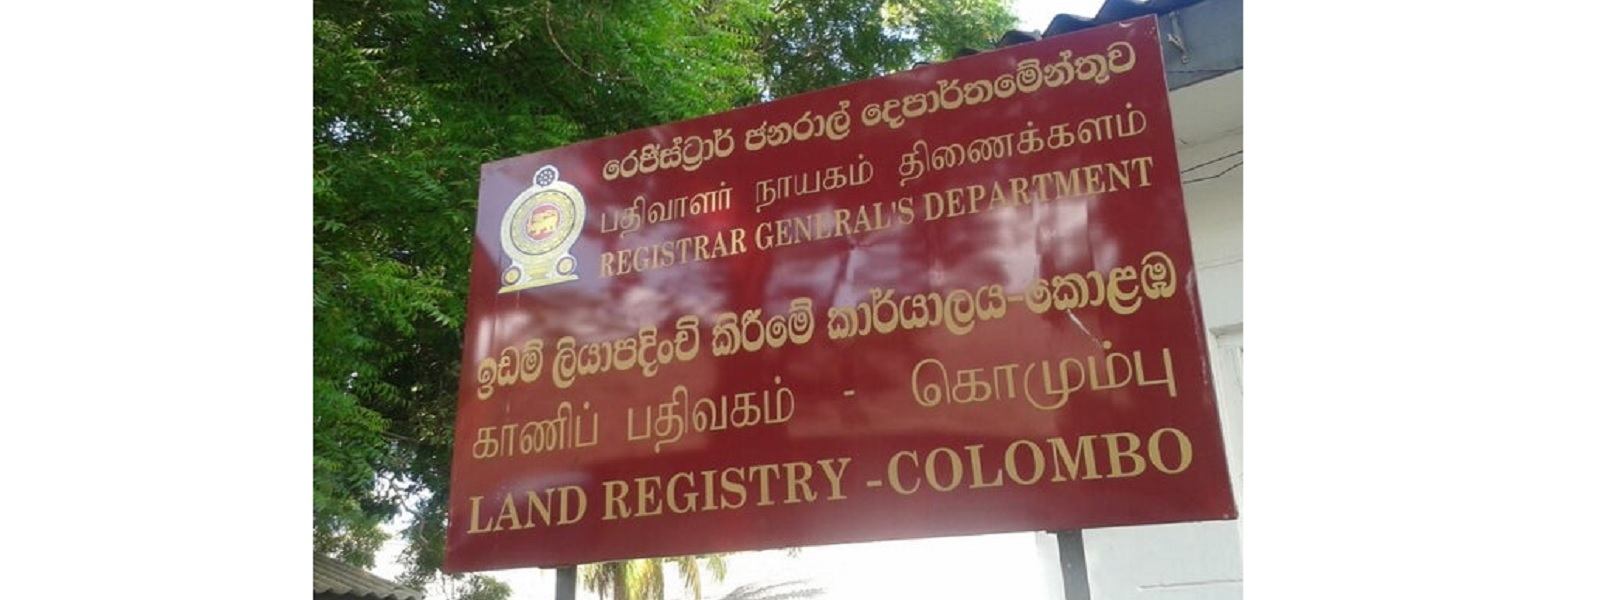 රෙජිස්ට්‍රාර් ජනරාල් දෙපාර්තමේන්තුව
பதிவாளர் நாயகம் திணைக்களம்
REGISTRAR GENERAL'S DEPARTMENT
ඉඩම් ලියාපදිංචි කිරීමේ කාර්යාලය-කොළඹ
காணிப் பதிவகம் - கொமும்பு
LAND REGISTRY -COLOMBO